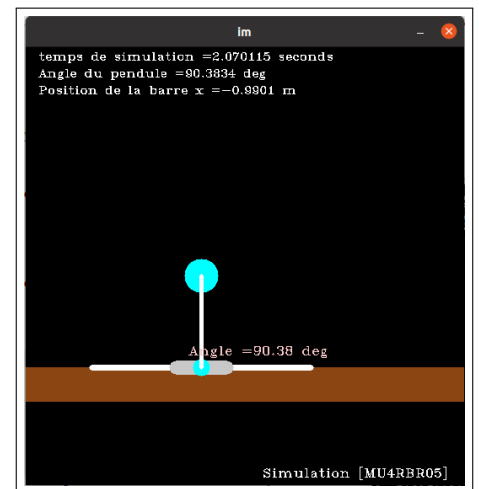 im
temps de simulation =2.070115 seconds
Angle du pendule =90.3834 deg
Position de la barre x =-0.9901 m
Angle =90.38 deg
Simulation [MU4RBR05]